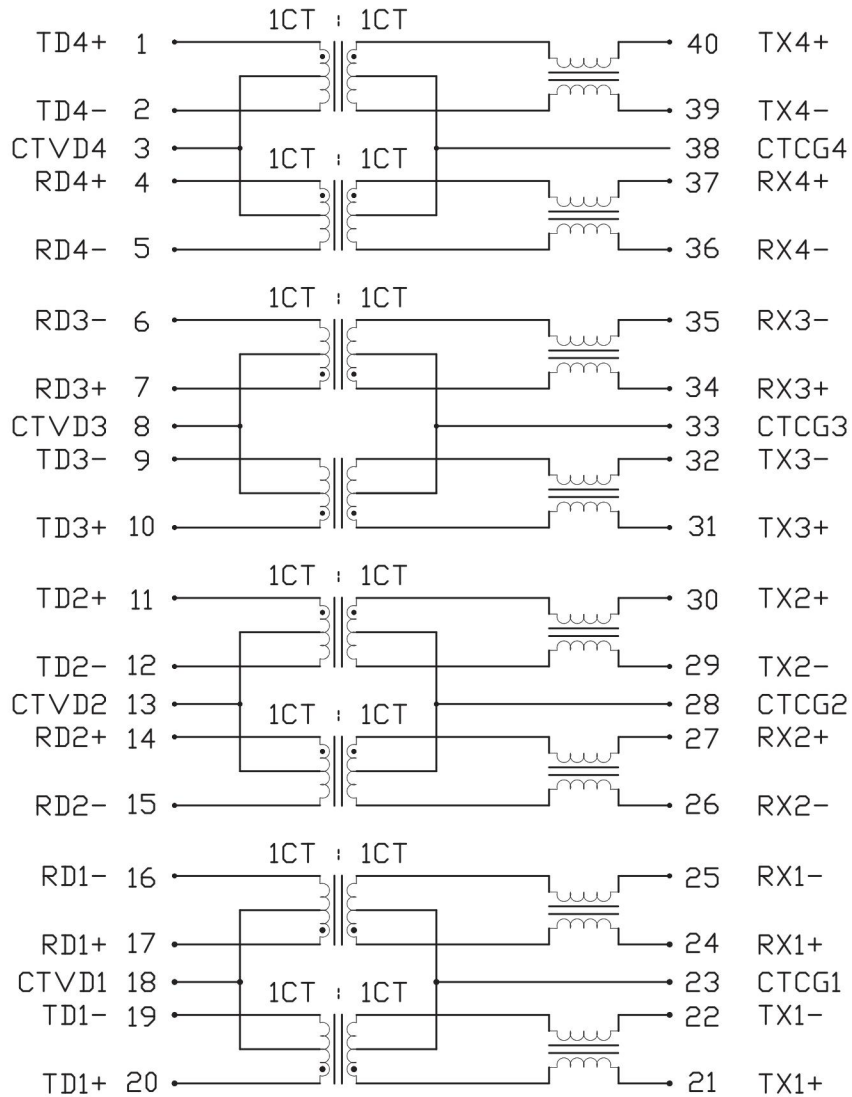 1CT : 1CT
TD4+ 1 40 TX4+
TD4- 2 39 TX4-
CTVD4 3 38 CTCG4
1CT : 1CT
RD4+ 4 37 RX4+
RD4- 5 36 RX4-
1CT : 1CT
RD3- 6 35 RX3-
RD3+ 7 34 RX3+
CTVD3 8 33 CTCG3
TD3- 9 32 TX3-
TD3+ 10 31 TX3+
1CT : 1CT
TD2+ 11 30 TX2+
TD2- 12 29 TX2-
CTVD2 13 28 CTCG2
1CT : 1CT
RD2+ 14 27 RX2+
RD2- 15 26 RX2-
1CT : 1CT
RD1- 16 25 RX1-
RD1+ 17 24 RX1+
CTVD1 18 23 CTCG1
1CT : 1CT
TD1- 19 22 TX1-
TD1+ 20 21 TX1+